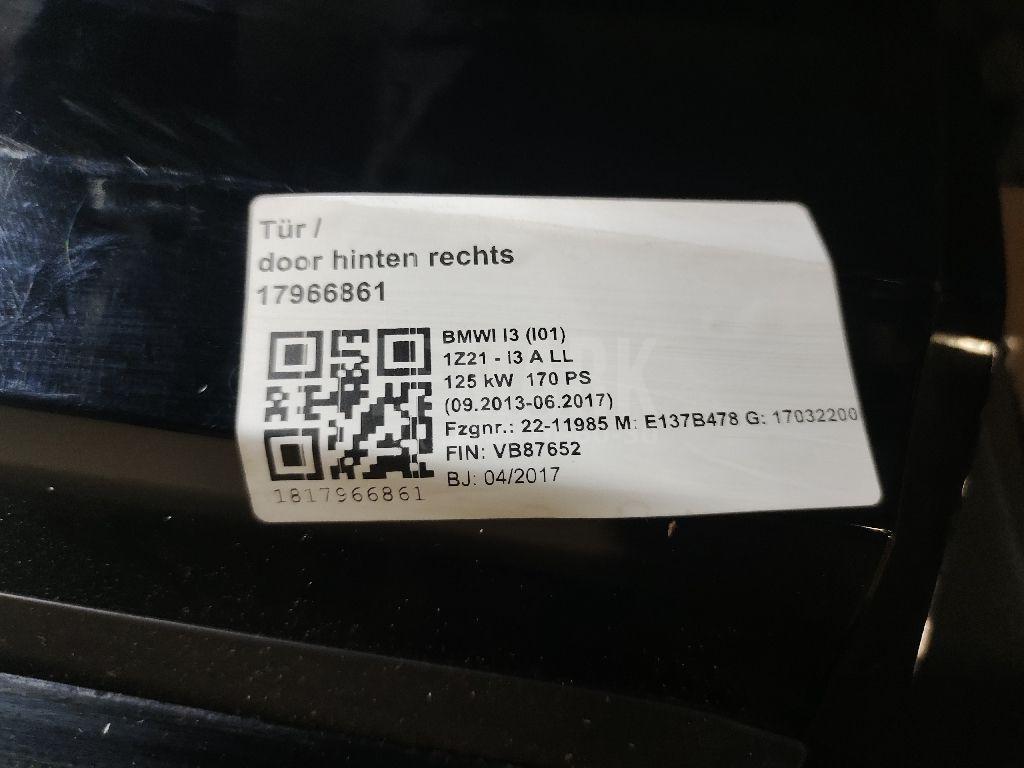 Tür /
door hinten rechts
17966861
BMWI I3 (I01)
1Z21 - i3 A LL
125 kW 170 PS
(09.2013-06.2017)
Fzgnr.: 22-11985 M: E137B478 G: 17032200
FIN: VB87652
BJ: 04/2017
1817966861